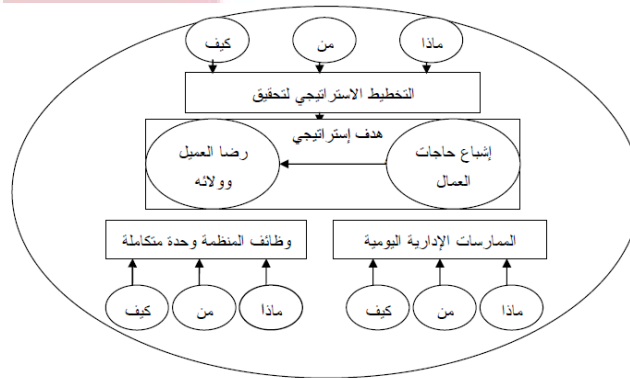 ماذا
من
كيف
التخطيط الاستراتيجي لتحقيق
هدف إستراتيجي
إشباع حاجات
العمال
رضا العميل
وولائه
الممارسات الإدارية اليومية
وظائف المنظمة وحدة متكاملة
ماذا
من
كيف
ماذا
من
كيف